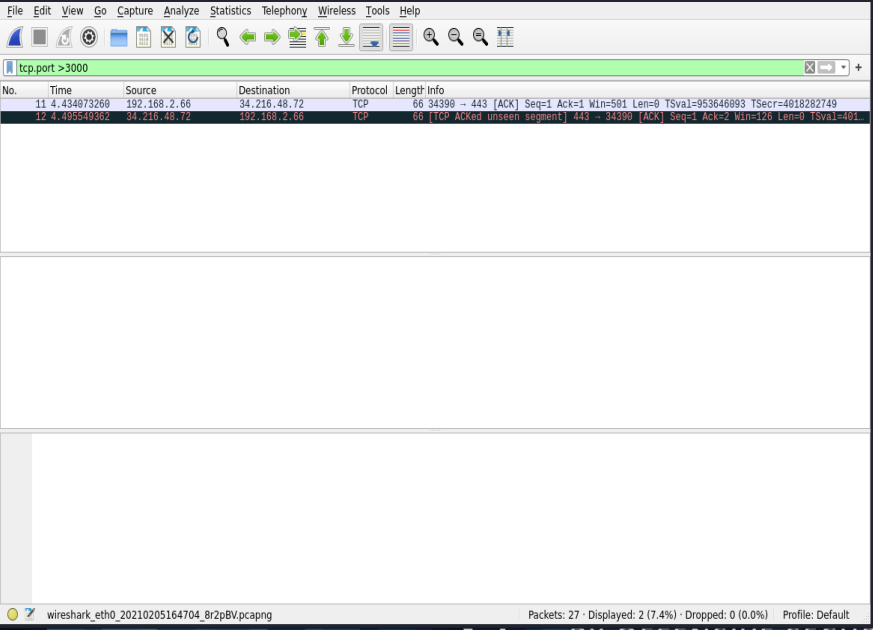 File Edit View Go Capture Analyze Statistics Telephony Wireless Tools Help
tcp.port >3000
No. Time Source Destination Protocol Length Info
11 4.434073260 192.168.2.66 34.216.48.72 TCP 66 34390 → 443 [ACK] Seq=1 Ack=1 Win=501 Len=0 TSval=953646093 TSecr=4018282749
12 4.495549362 34.216.48.72 192.168.2.66 TCP 66 [TCP ACKed unseen segment] 443 → 34390 [ACK] Seq=1 Ack=2 Win=126 Len=0 TSval=401…
wireshark_eth0_20210205164704_8r2pBV.pcapng Packets: 27 · Displayed: 2 (7.4%) · Dropped: 0 (0.0%) Profile: Default